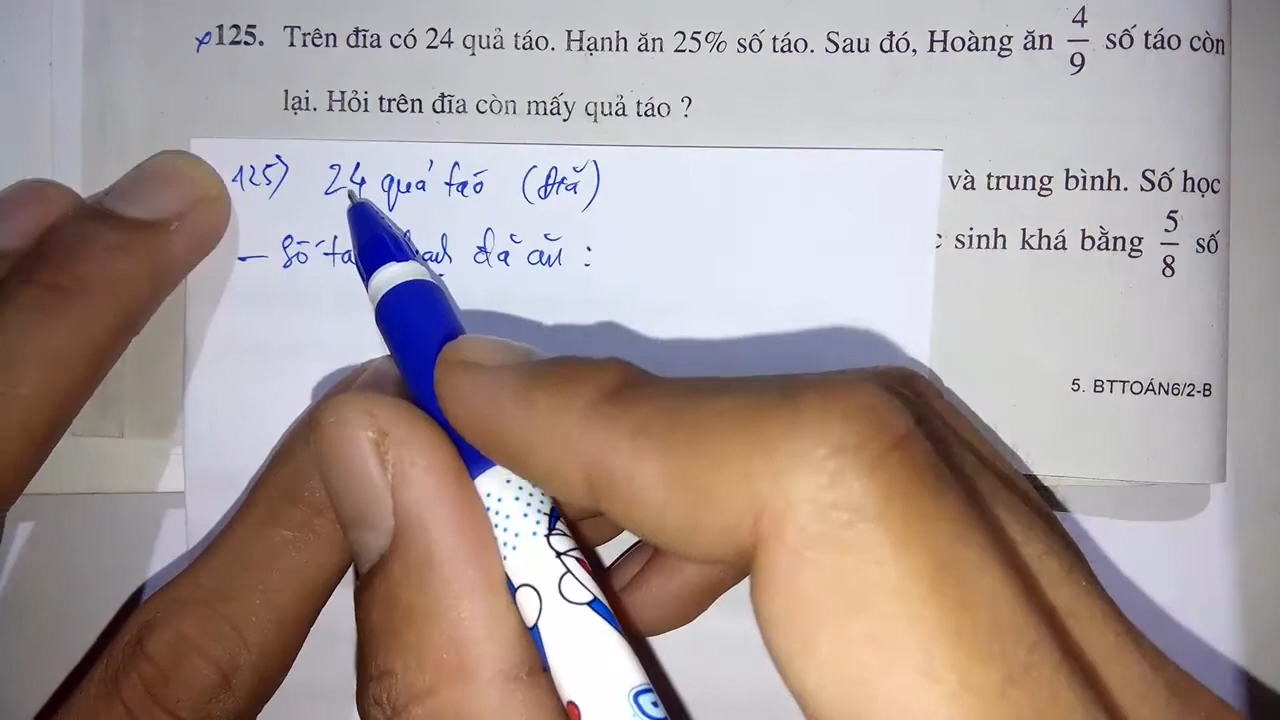 125. Trên đĩa có 24 quả táo. Hạnh ăn 25% số táo. Sau đó, Hoàng ăn 4/9 số táo còn
lại. Hỏi trên đĩa còn mấy quả táo ?
125) 24 quả táo (đĩa)
và trung bình. Số học
sinh khá bằng 5/8 số
- Số đã ăn :
5. BTTOÁN6/2-B